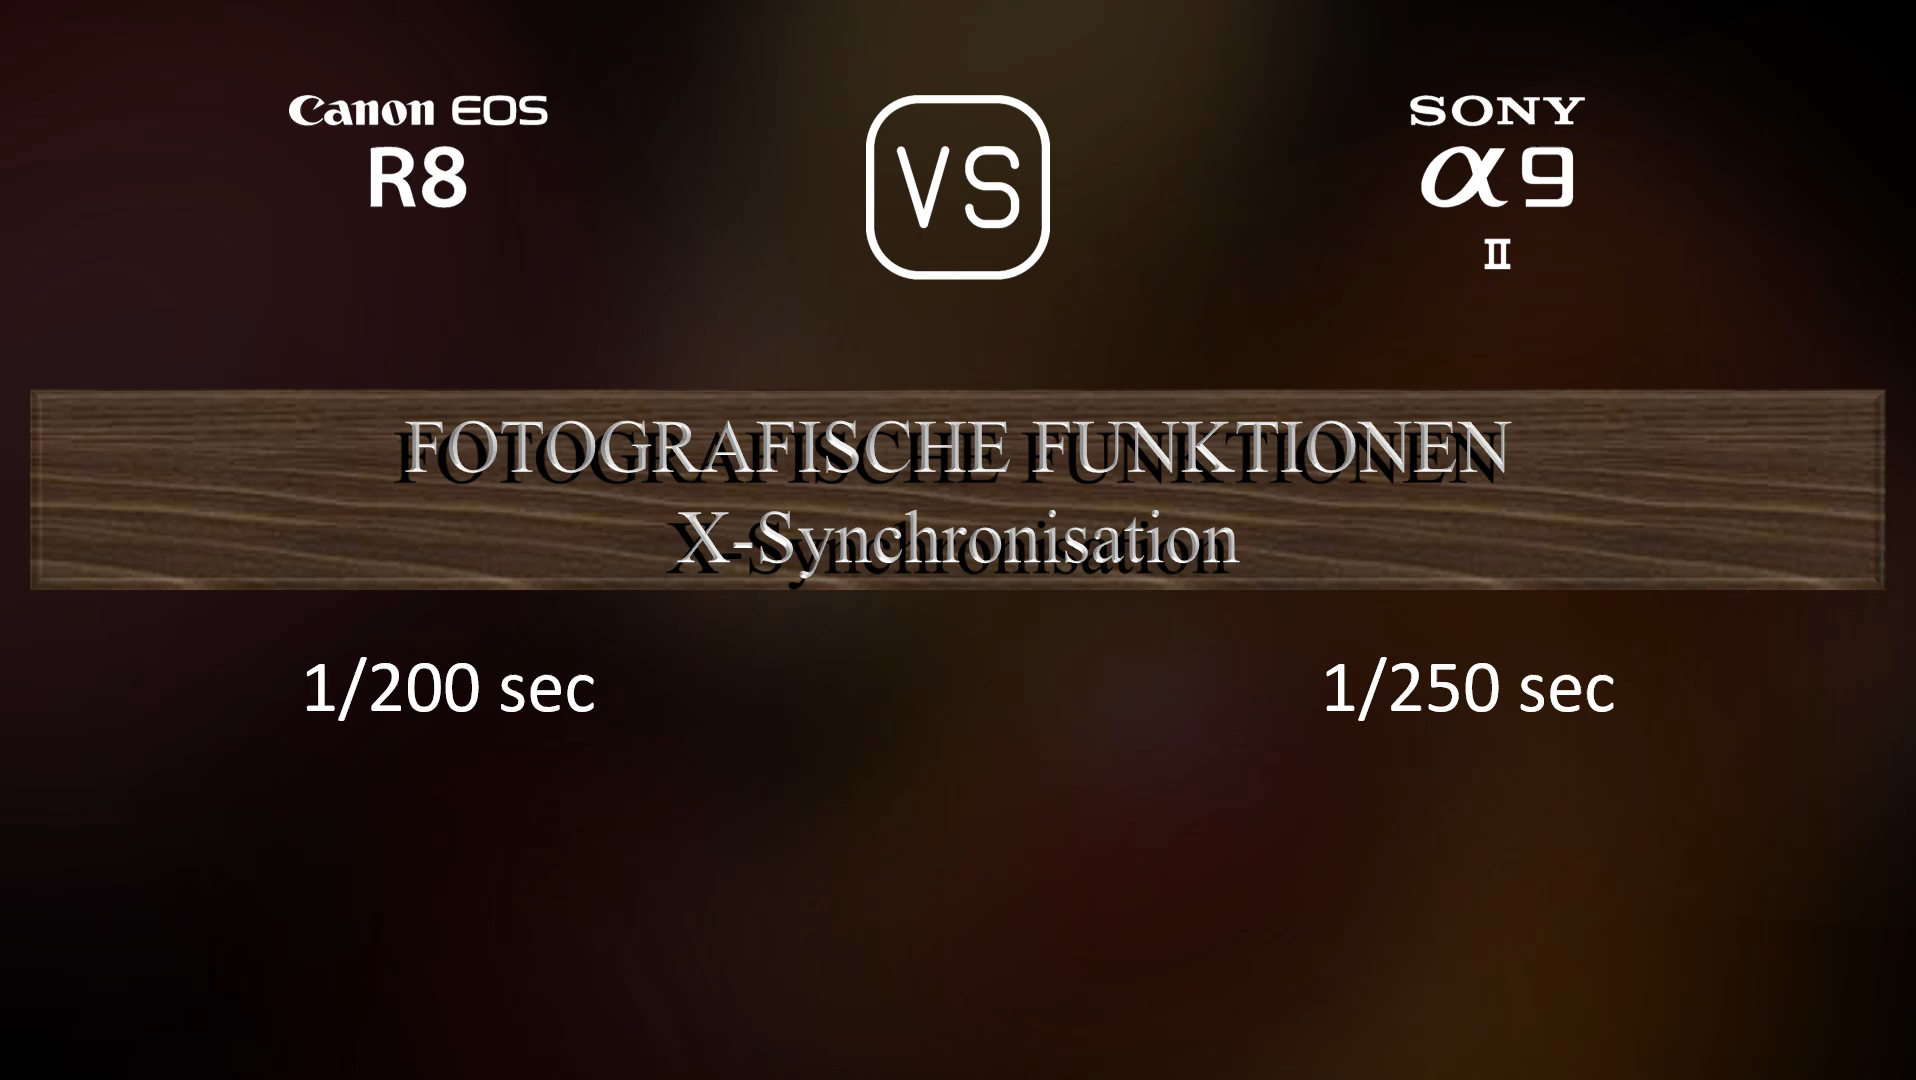 Canon EOS
R8
VS
SONY
α9
II
FOTOGRAFISCHE FUNKTIONEN
X-Synchronisation
1/200 sec
1/250 sec